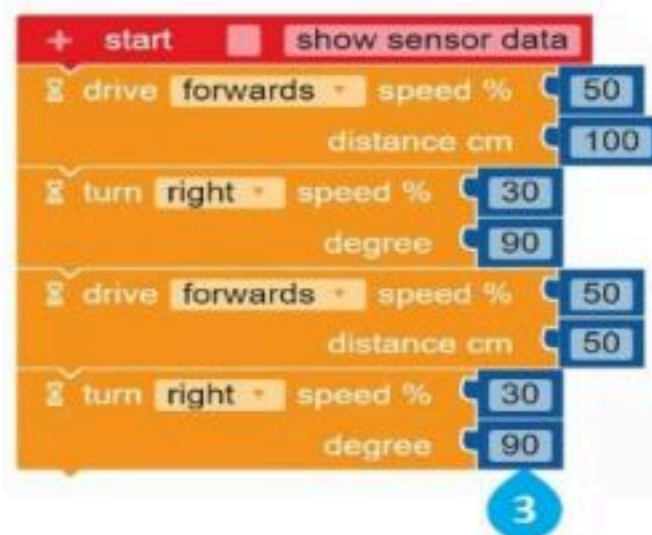 + start show sensor data
drive forwards speed % 50
distance cm 100
turn right speed % 30
degree 90
drive forwards speed % 50
distance cm 50
turn right speed % 30
degree 90
3